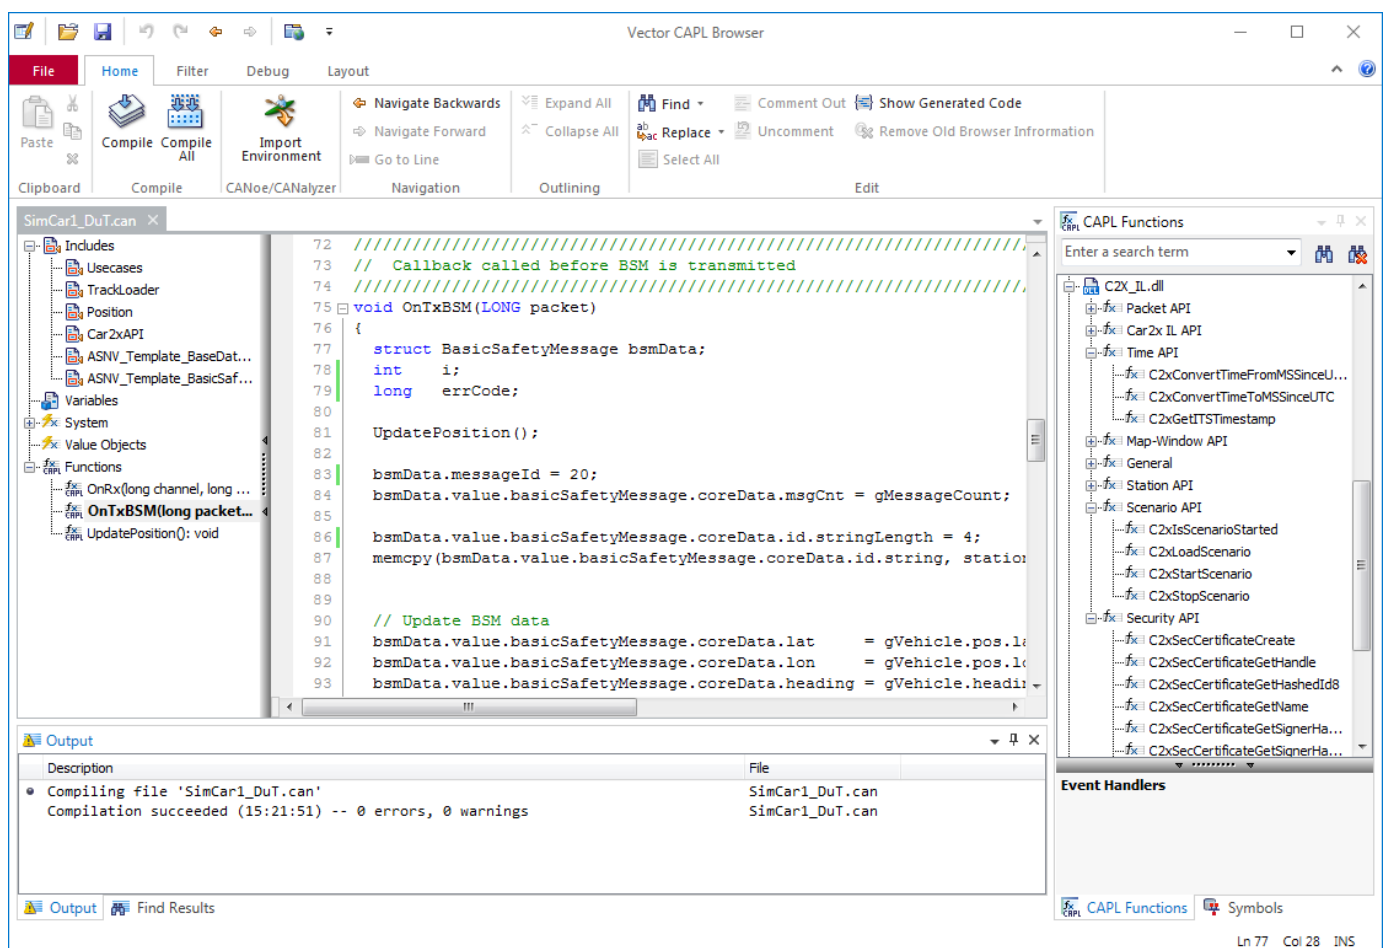 Vector CAPL Browser
File Home Filter Debug Layout
Paste
Compile
Compile All
Import Environment
Navigate Backwards
Navigate Forward
Go to Line
Expand All
Collapse All
Find
Replace
Select All
Comment Out
Uncomment
Show Generated Code
Remove Old Browser Infrormation
Clipboard Compile CANoe/CANalyzer Navigation Outlining Edit
SimCar1_DuT.can
Includes
Usecases
TrackLoader
Position
Car2xAPI
ASNV_Template_BaseDat...
ASNV_Template_BasicSaf...
Variables
System
Value Objects
Functions
OnRx(long channel, long ...
OnTxBSM(long packet...
UpdatePosition(): void
72 //////////////////////////////////////////////////////////////////////
73 // Callback called before BSM is transmitted
74 //////////////////////////////////////////////////////////////////////
75 void OnTxBSM(LONG packet)
76 {
77 struct BasicSafetyMessage bsmData;
78 int i;
79 long errCode;
80
81 UpdatePosition();
82
83 bsmData.messageId = 20;
84 bsmData.value.basicSafetyMessage.coreData.msgCnt = gMessageCount;
85
86 bsmData.value.basicSafetyMessage.coreData.id.stringLength = 4;
87 memcpy(bsmData.value.basicSafetyMessage.coreData.id.string, station
88
89
90 // Update BSM data
91 bsmData.value.basicSafetyMessage.coreData.lat = gVehicle.pos.la
92 bsmData.value.basicSafetyMessage.coreData.lon = gVehicle.pos.lo
93 bsmData.value.basicSafetyMessage.coreData.heading = gVehicle.headin
CAPL Functions
Enter a search term
C2X_IL.dll
Packet API
Car2x IL API
Time API
C2xConvertTimeFromMSSinceU...
C2xConvertTimeToMSSinceUTC
C2xGetITSTimestamp
Map-Window API
General
Station API
Scenario API
C2xIsScenarioStarted
C2xLoadScenario
C2xStartScenario
C2xStopScenario
Security API
C2xSecCertificateCreate
C2xSecCertificateGetHandle
C2xSecCertificateGetHashedId8
C2xSecCertificateGetName
C2xSecCertificateGetSignerHa...
C2xSecCertificateGetSignerHa...
Event Handlers
CAPL Functions Symbols
Output
Description File
Compiling file 'SimCar1_DuT.can' SimCar1_DuT.can
Compilation succeeded (15:21:51) -- 0 errors, 0 warnings SimCar1_DuT.can
Output Find Results
Ln 77 Col 28 INS